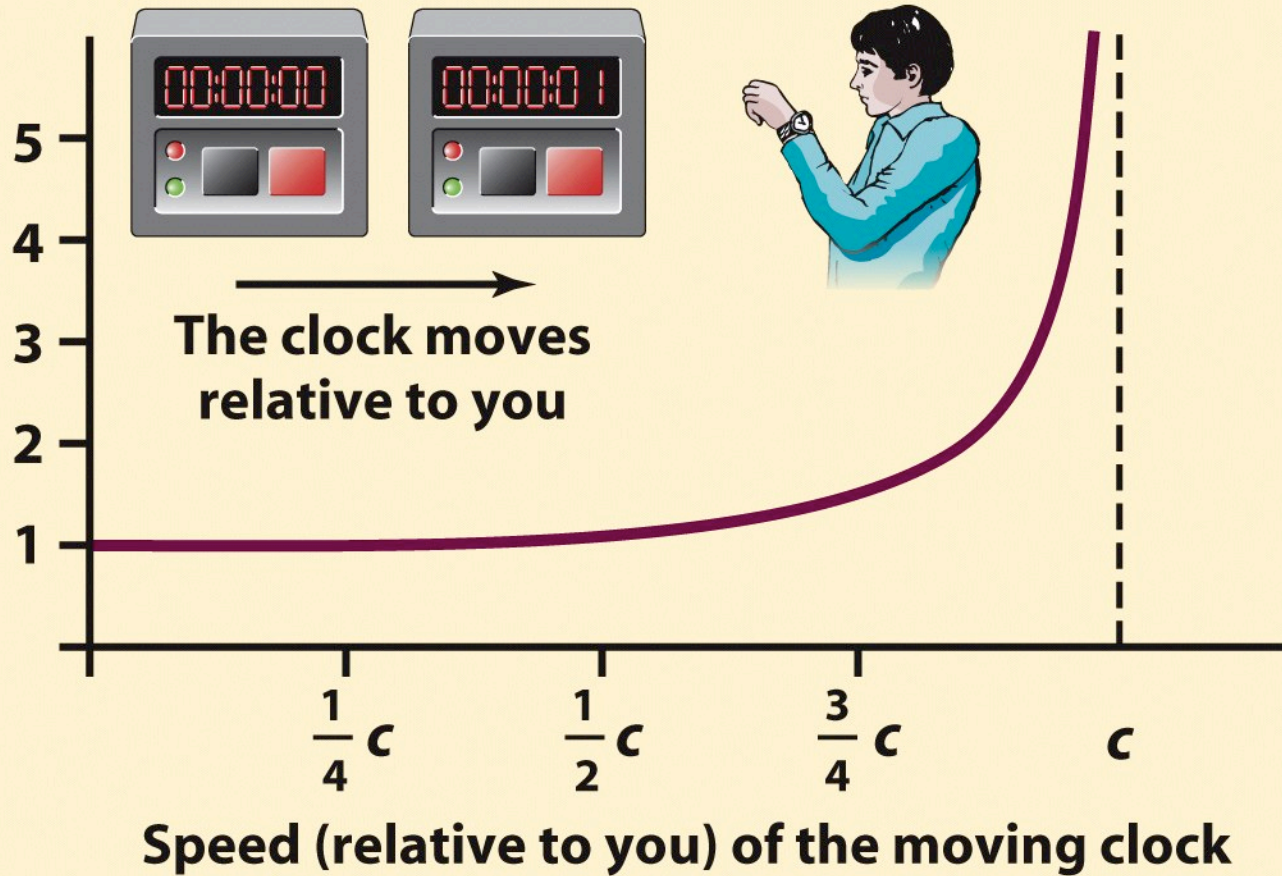 00:00:00
00:00:01
5
4
3
2
1
The clock moves
relative to you
1/4 c
1/2 c
3/4 c
c
Speed (relative to you) of the moving clock